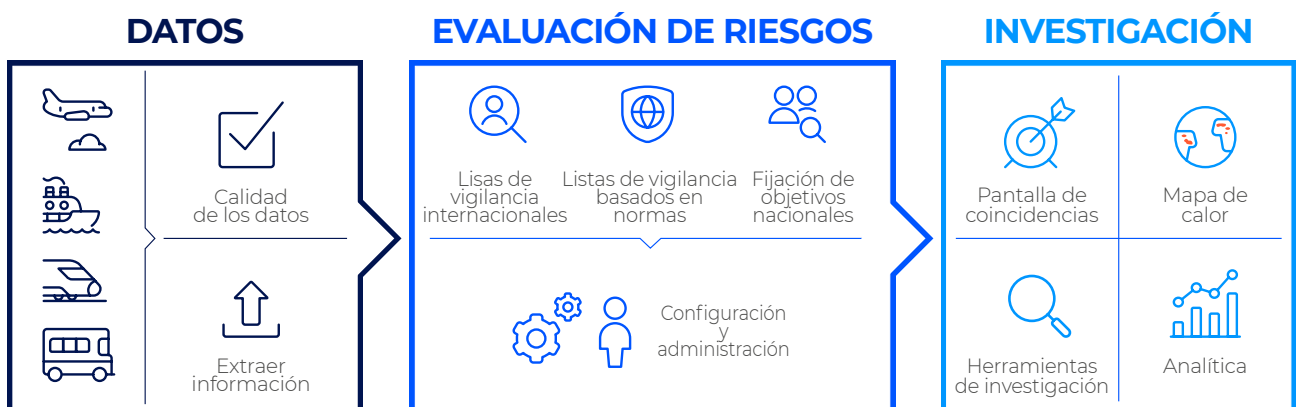 DATOS
Calidad
de los datos
Extraer
información
EVALUACIÓN DE RIESGOS
Lisas de
vigilancia
internacionales
Listas de vigilancia
basados en
normas
Fijación de
objetivos
nacionales
Configuración
y
administración
INVESTIGACIÓN
Pantalla de
coincidencias
Mapa de
calor
Herramientas
de investigación
Analítica